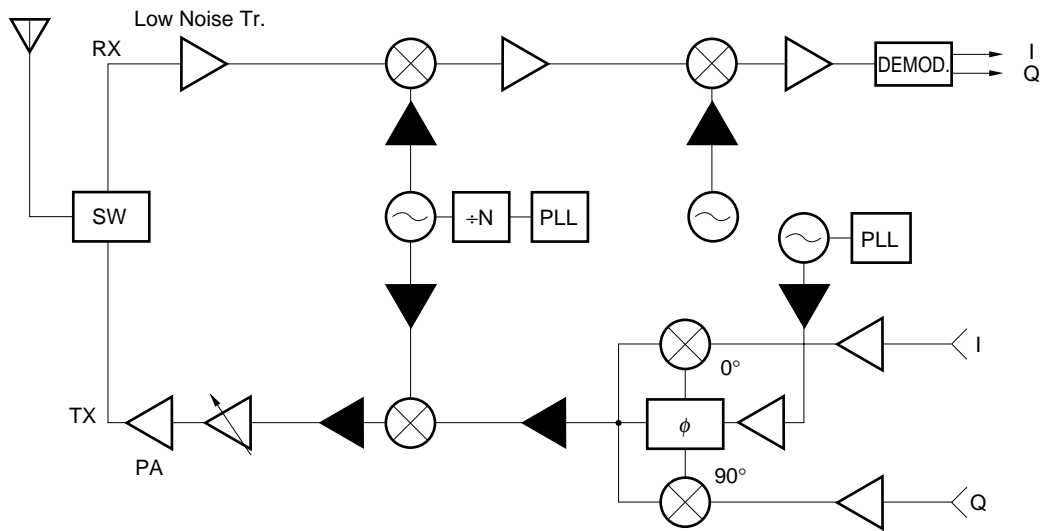 Low Noise Tr.
RX
DEMOD.
I
Q
SW
÷N
PLL
PLL
I
0°
TX
ϕ
PA
90°
Q